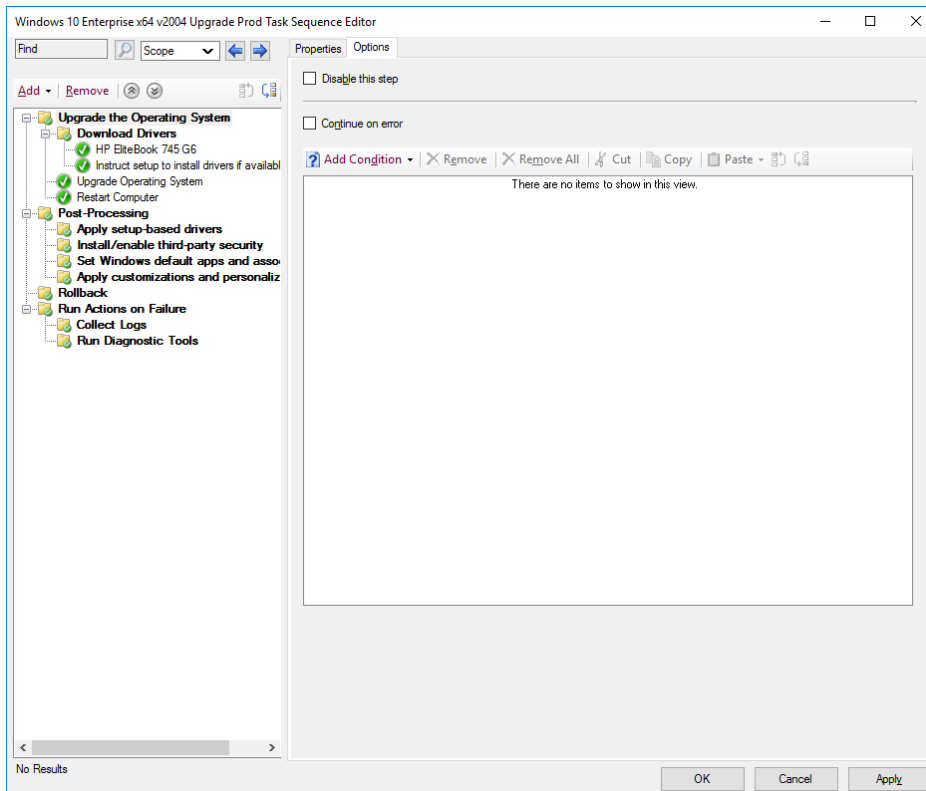 Windows 10 Enterprise x64 v2004 Upgrade Prod Task Sequence Editor
Find
Scope
Properties
Options
Add
Remove
Disable this step
Continue on error
Add Condition
Remove
Remove All
Cut
Copy
Paste
There are no items to show in this view.
Upgrade the Operating System
Download Drivers
HP EliteBook 745 G6
Instruct setup to install drivers if availabl
Upgrade Operating System
Restart Computer
Post-Processing
Apply setup-based drivers
Install/enable third-party security
Set Windows default apps and asso
Apply customizations and personaliz
Rollback
Run Actions on Failure
Collect Logs
Run Diagnostic Tools
No Results
OK
Cancel
Apply